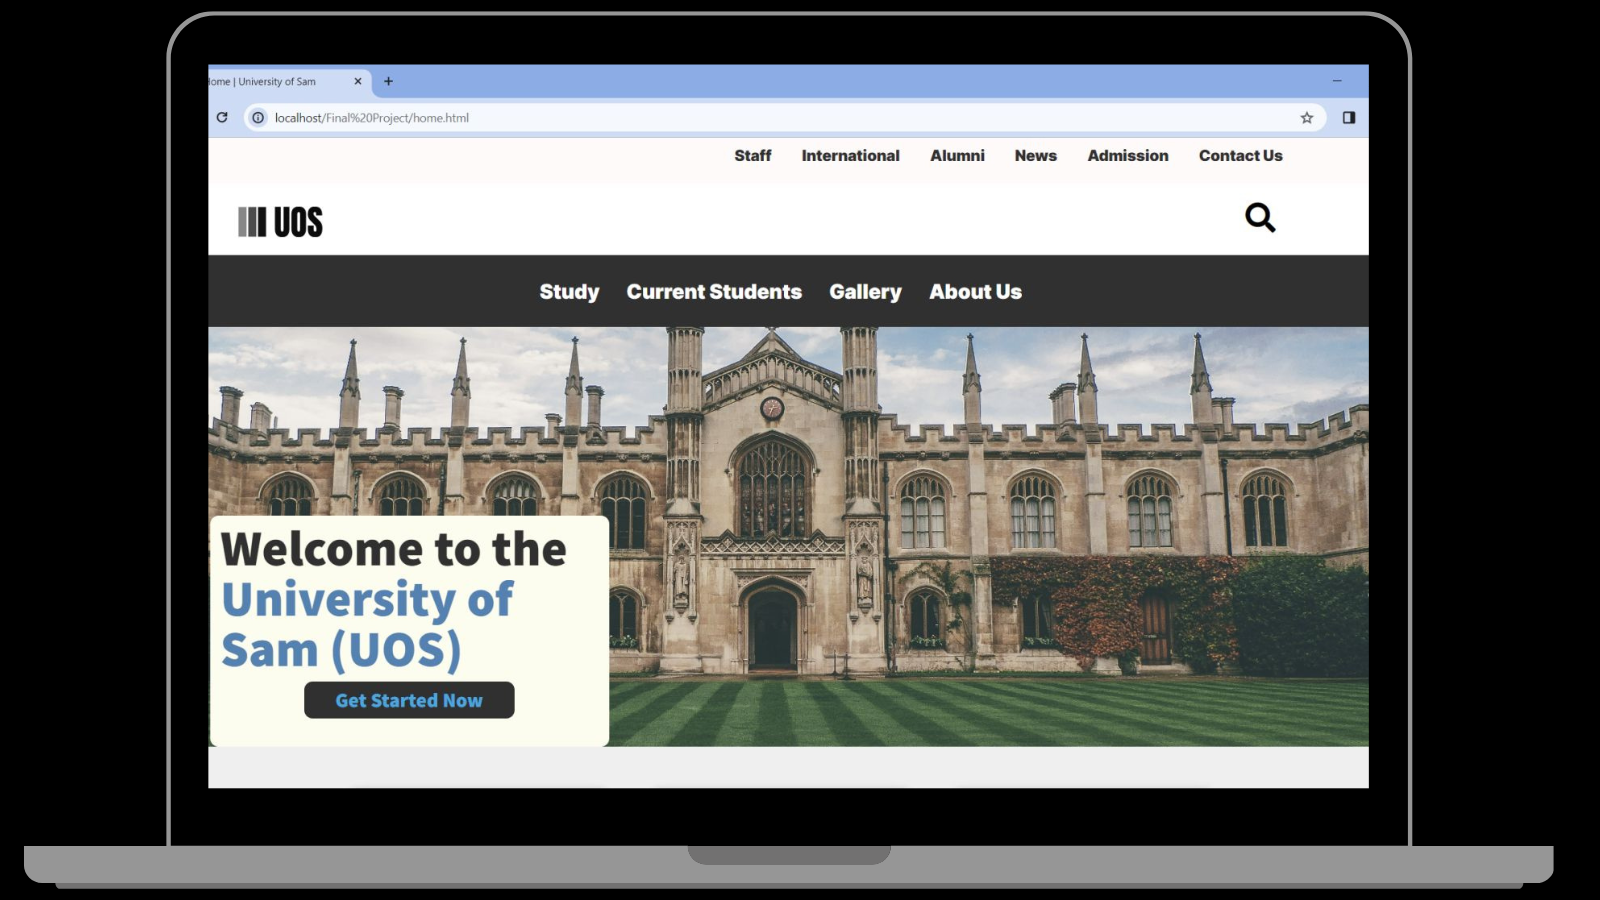 Home | University of Sam
localhost/Final%20Project/home.html
Staff International Alumni News Admission Contact Us
UOS
Study Current Students Gallery About Us
Welcome to the
University of
Sam (UOS)
Get Started Now